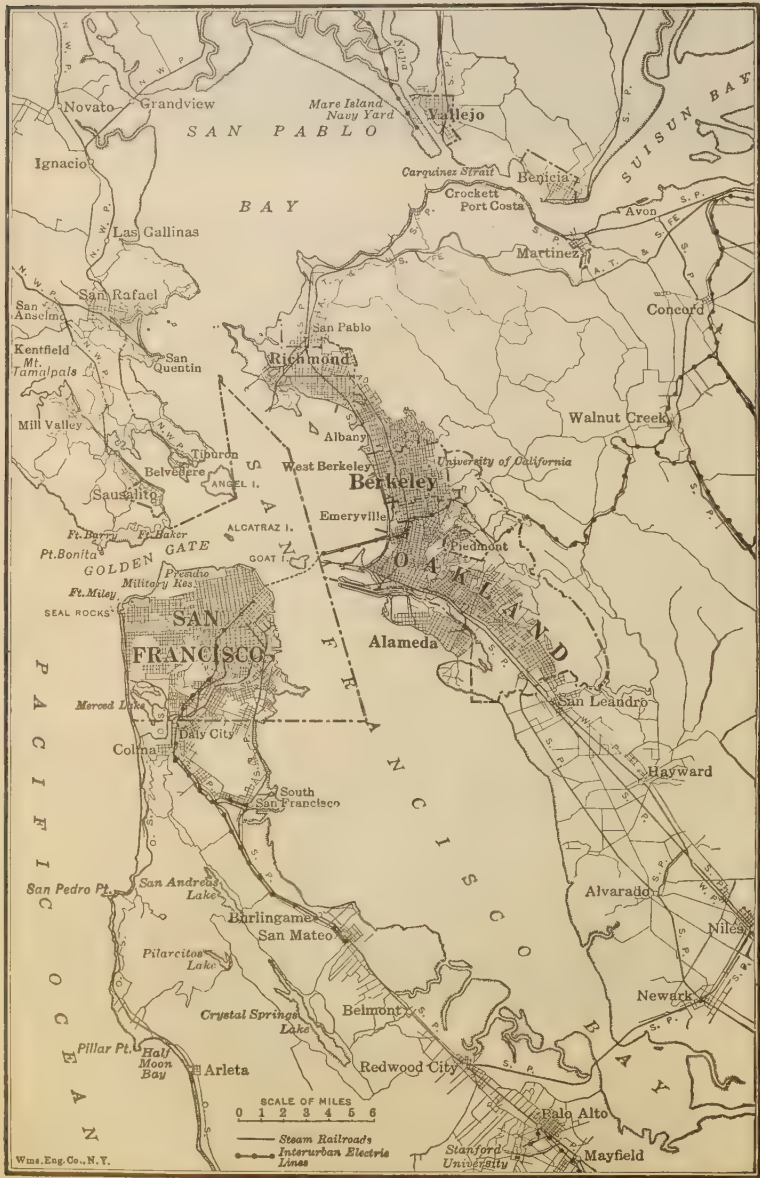 Novato
Grandview
Mare Island
Navy Yard
Napa
Vallejo
SAN PABLO
BAY
SUISUN BAY
Ignacio
Carquinez Strait
Benicia
Crockett
Port Costa
Avon
Martinez
Las Gallinas
N. W. P.
S. P.
A. T. & S. FE
San Rafael
San
Anselmo
Concord
Kentfield
Mt.
Tamalpais
San
Quentin
San Pablo
Richmond
Mill Valley
Walnut Creek
Albany
Tiburon
Belvedere
West Berkeley
University of California
ANGEL I.
Berkeley
Sausalito
Emeryville
ALCATRAZ I.
Ft. Barry
Ft. Baker
Pt. Bonita
GOLDEN GATE
GOAT I.
Piedmont
OAKLAND
Presidio
Military Res.
Ft. Miley
SEAL ROCKS
SAN
FRANCISCO
Alameda
SAN FRANCISCO BAY
Merced Lake
San Leandro
Daly City
Colma
Hayward
South
San Francisco
PACIFIC OCEAN
San Pedro Pt.
San Andreas
Lake
Alvarado
Burlingame
San Mateo
Niles
Pilarcitos
Lake
Newark
Crystal Springs
Lake
Belmont
Pillar Pt.
Half
Moon
Bay
Arleta
Redwood City
O. S.
SCALE OF MILES
0 1 2 3 4 5 6
Steam Railroads
Interurban Electric
Lines
Palo Alto
Stanford
University
Mayfield
Wms. Eng. Co., N. Y.